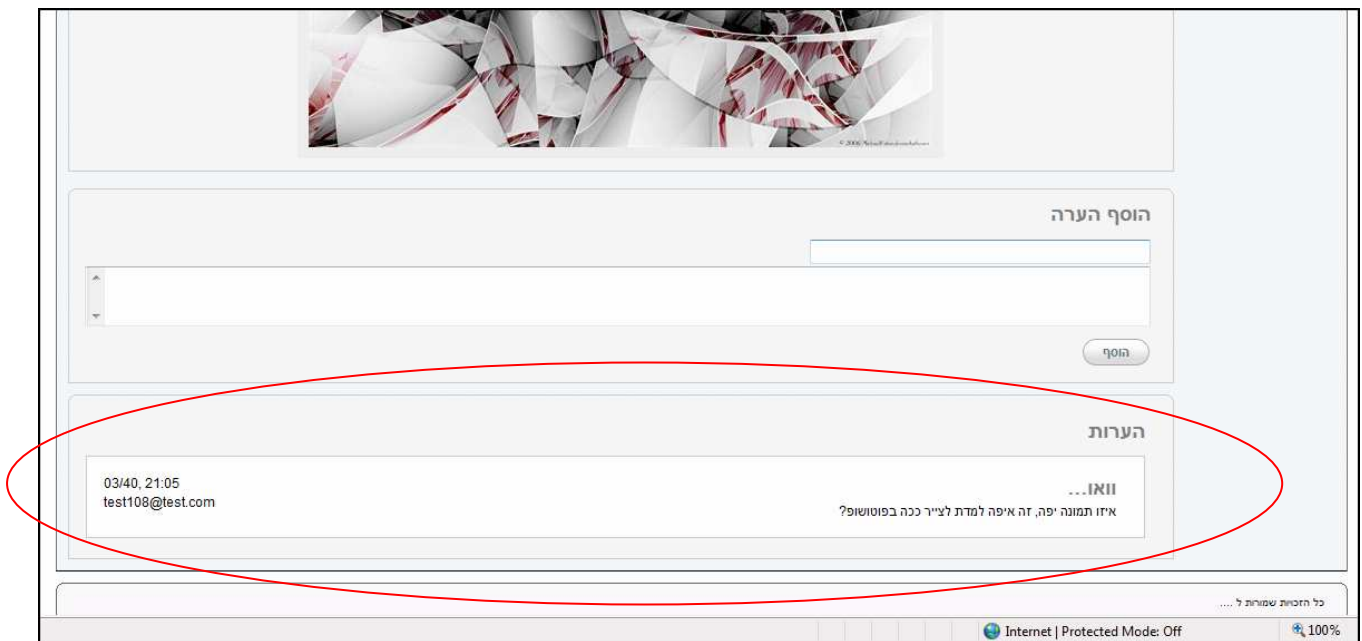 הוסף הערה
הוסף
הערות
וואו...
איזו תמונה יפה, זה איפה למדת לצייר ככה בפוטושופ?
03/40, 21:05
test108@test.com
כל הזכויות שמורות ל ....
Internet | Protected Mode: Off
100%